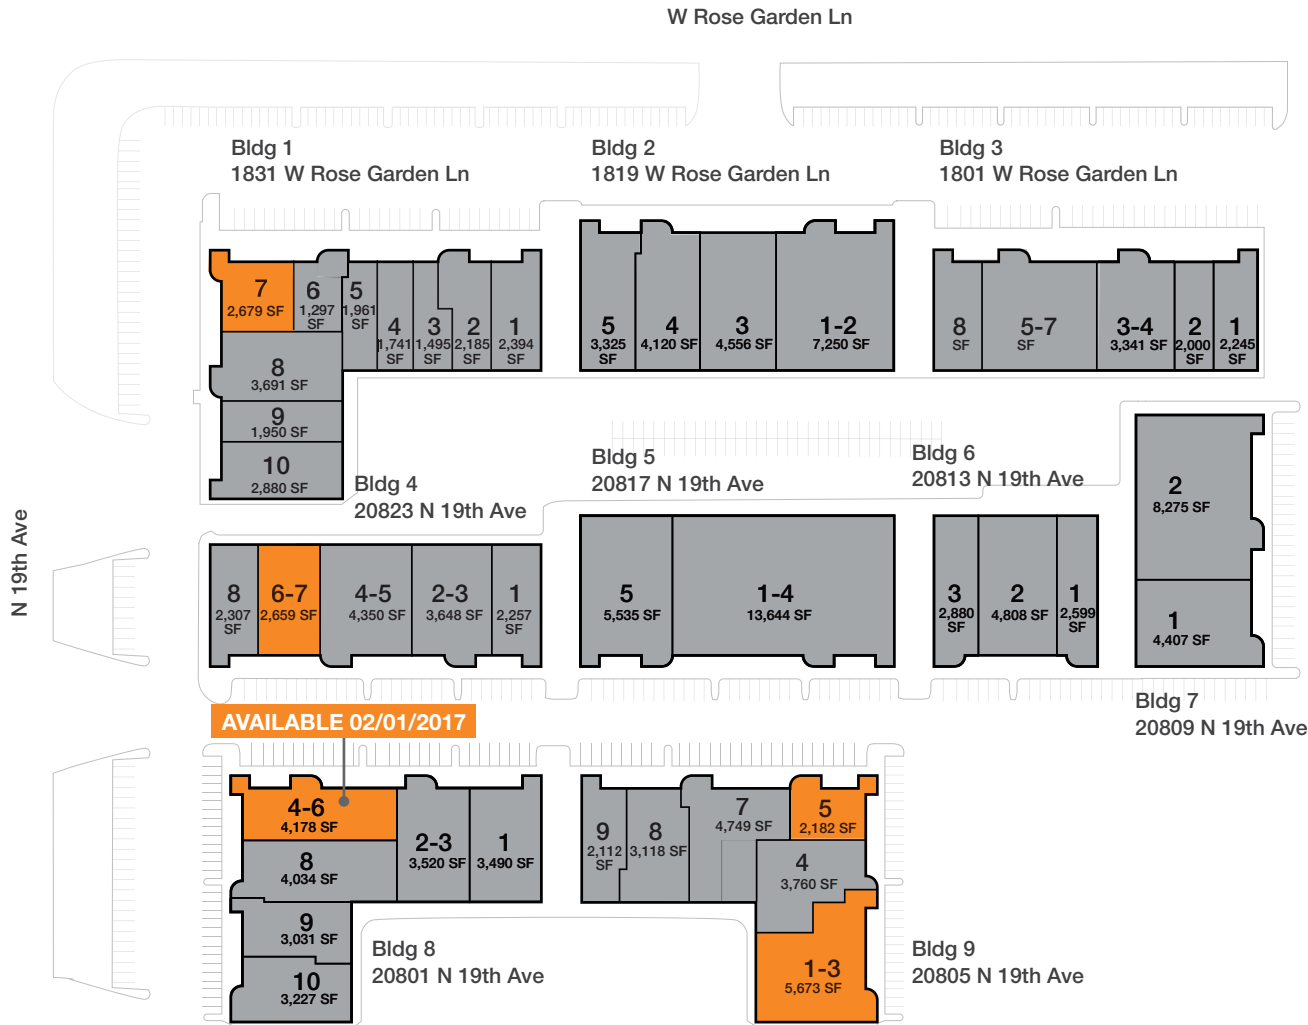 W Rose Garden Ln
Bldg 1
1831 W Rose Garden Ln
Bldg 2
1819 W Rose Garden Ln
Bldg 3
1801 W Rose Garden Ln
7
2,679 SF
6
1,297
SF
5
1,961
SF
4
1,741
SF
3
1,495
SF
2
2,185
SF
1
2,394
SF
8
3,691 SF
9
1,950 SF
10
2,880 SF
5
3,325
SF
4
4,120 SF
3
4,556 SF
1-2
7,250 SF
8
SF
5-7
SF
3-4
3,341 SF
2
2,000
SF
1
2,245
SF
Bldg 4
20823 N 19th Ave
Bldg 5
20817 N 19th Ave
Bldg 6
20813 N 19th Ave
N 19th Ave
8
2,307
SF
6-7
2,659 SF
4-5
4,350 SF
2-3
3,648 SF
1
2,257
SF
5
5,535 SF
1-4
13,644 SF
3
2,880
SF
2
4,808 SF
1
2,599
SF
2
8,275 SF
1
4,407 SF
Bldg 7
20809 N 19th Ave
AVAILABLE 02/01/2017
4-6
4,178 SF
8
4,034 SF
2-3
3,520 SF
1
3,490 SF
9
3,031 SF
10
3,227 SF
Bldg 8
20801 N 19th Ave
9
2,112
SF
8
3,118 SF
7
4,749 SF
5
2,182 SF
4
3,760 SF
1-3
5,673 SF
Bldg 9
20805 N 19th Ave